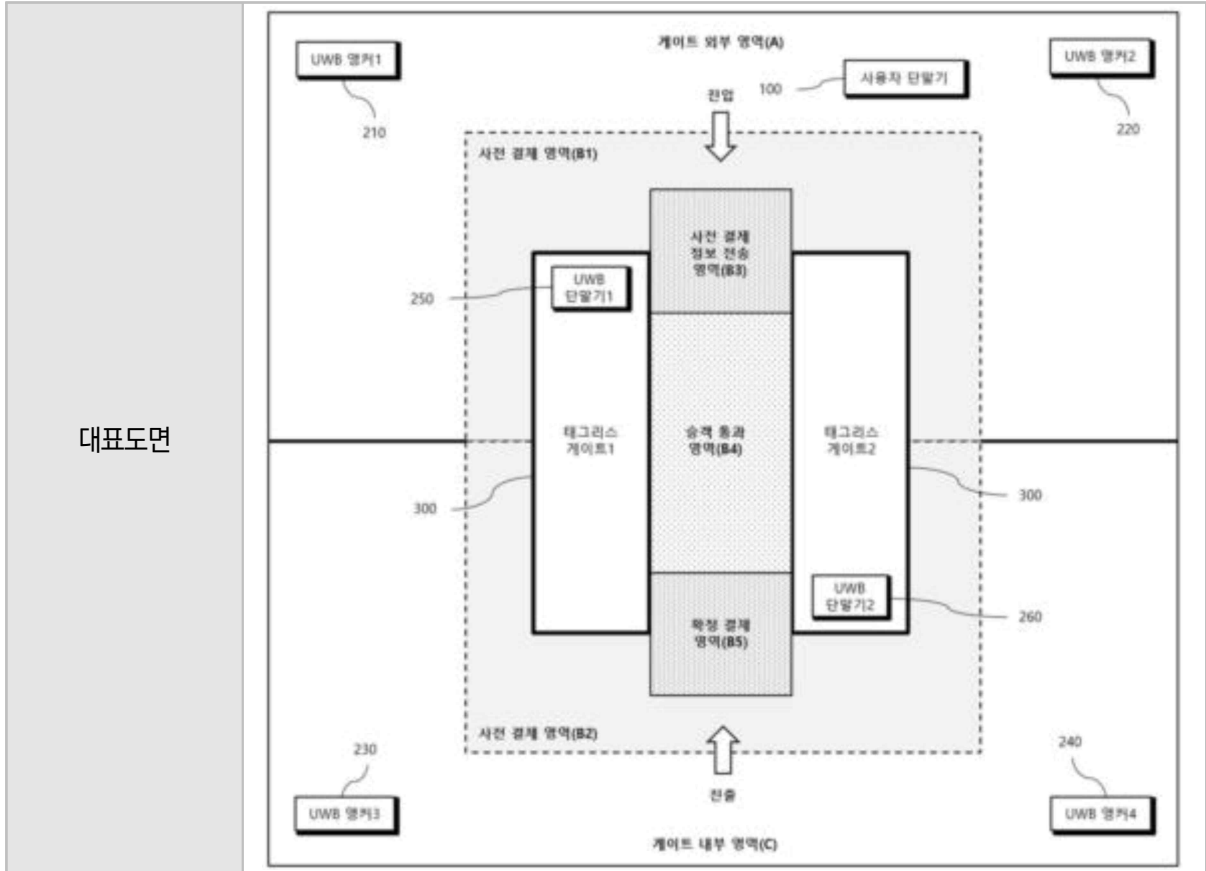 대표도면
게이트 외부 영역(A)
UWB 앵커1
210
UWB 앵커2
220
사용자 단말기
100
진입
사전 결제 영역(B1)
사전 결제
정보 전송
영역(B3)
UWB
단말기1
250
태그리스
게이트1
300
승객 통과
영역(B4)
태그리스
게이트2
300
UWB
단말기2
260
확정 결제
영역(B5)
사전 결제 영역(B2)
진출
230
UWB 앵커3
240
UWB 앵커4
게이트 내부 영역(C)